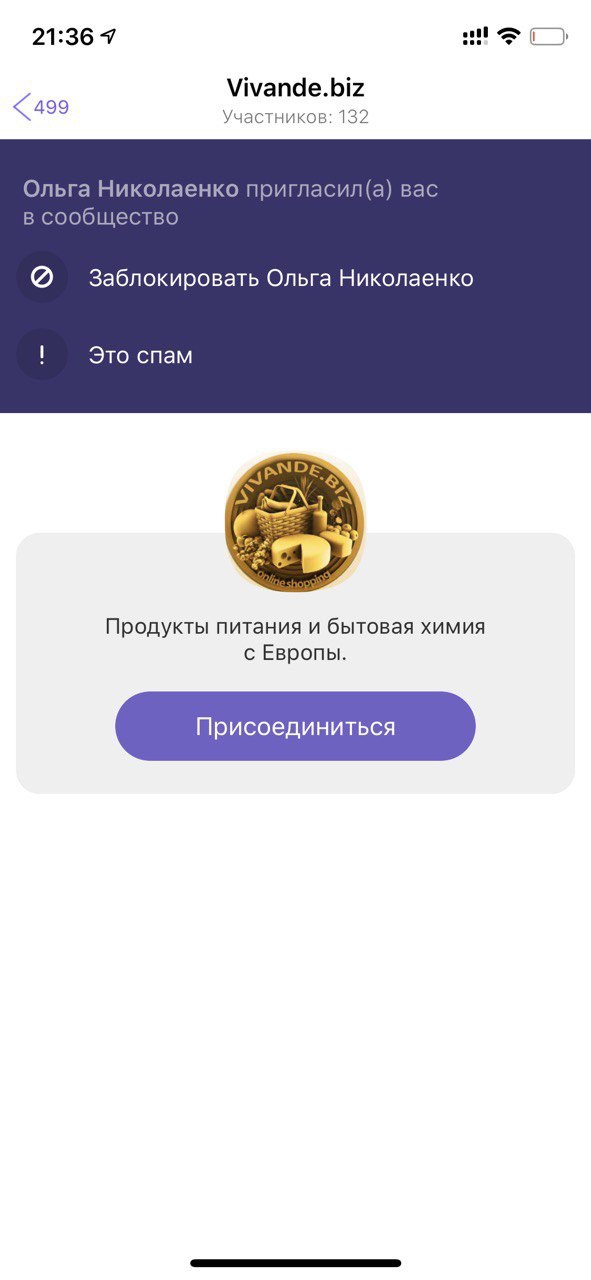 21:36
Vivande.biz
499
Участников: 132
Ольга Николаенко пригласил(а) вас
в сообщество
Заблокировать Ольга Николаенко
!
Это спам
VIVANDE.BIZ
online shopping
Продукты питания и бытовая химия
с Европы.
Присоединиться